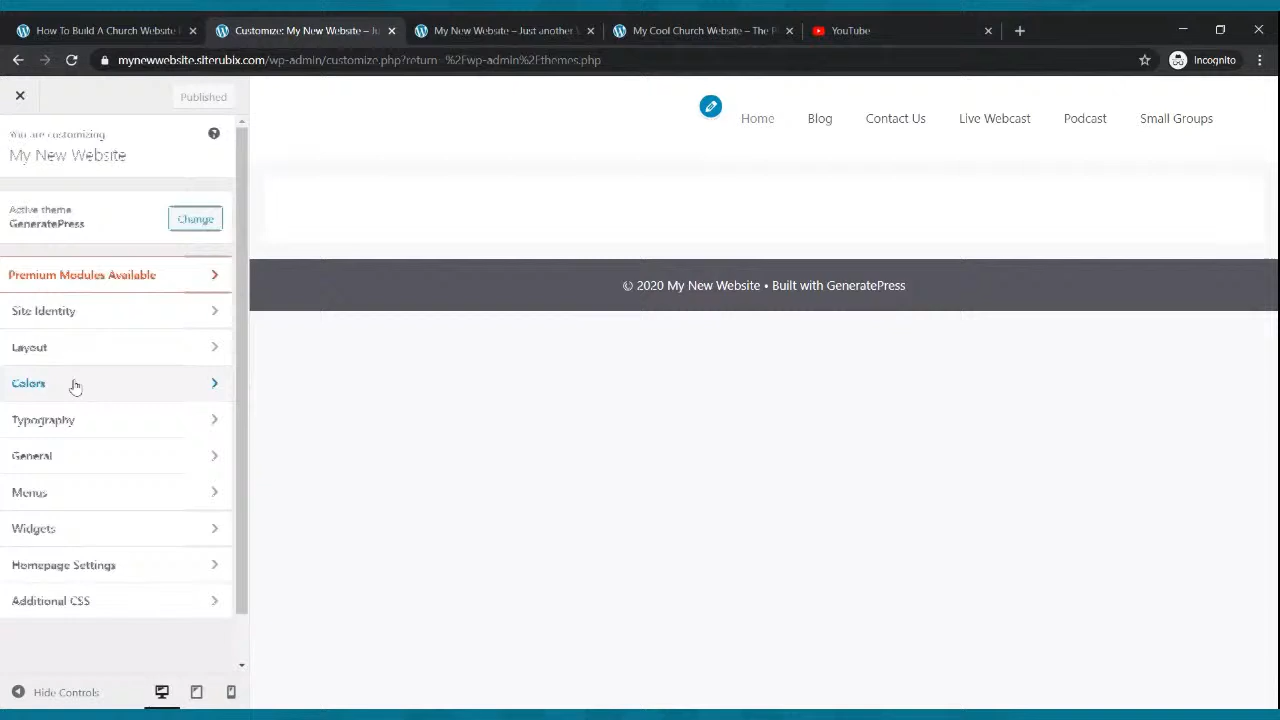 How To Build A Church Website
Customize: My New Website – Ju
My New Website – Just another
My Cool Church Website – The
YouTube
mynewwebsite.siterubix.com/wp-admin/customize.php?return=%2Fwp-admin%2Fthemes.php
Incognito
Published
You are customizing
My New Website
Active theme
GeneratePress
Change
Premium Modules Available
Site Identity
Layout
Colors
Typography
General
Menus
Widgets
Homepage Settings
Additional CSS
Hide Controls
Home
Blog
Contact Us
Live Webcast
Podcast
Small Groups
© 2020 My New Website • Built with GeneratePress